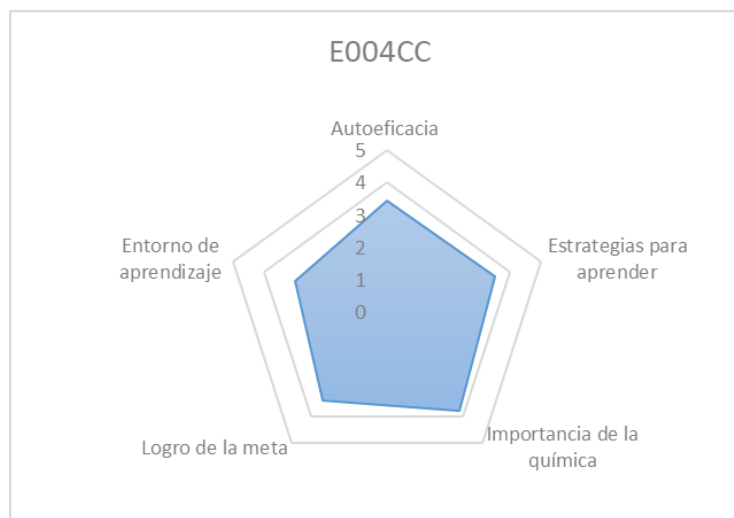 E004CC
Autoeficacia
5
4
3
2
1
0
Estrategias para
aprender
Importancia de la
química
Logro de la meta
Entorno de
aprendizaje